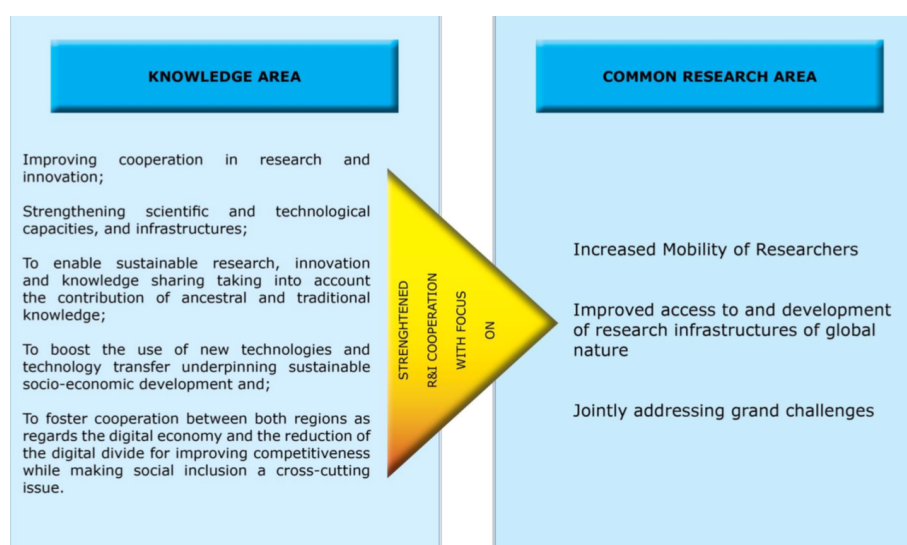 KNOWLEDGE AREA
Improving cooperation in research and
innovation;
Strengthening scientific and technological
capacities, and infrastructures;
To enable sustainable research, innovation
and knowledge sharing taking into account
the contribution of ancestral and traditional
knowledge;
To boost the use of new technologies and
technology transfer underpinning sustainable
socio-economic development and;
To foster cooperation between both regions as
regards the digital economy and the reduction of
the digital divide for improving competitiveness
while making social inclusion a cross-cutting
issue.
STRENGHTENED
R&I COOPERATION
WITH FOCUS
ON
COMMON RESEARCH AREA
Increased Mobility of Researchers
Improved access to and development
of research infrastructures of global
nature
Jointly addressing grand challenges